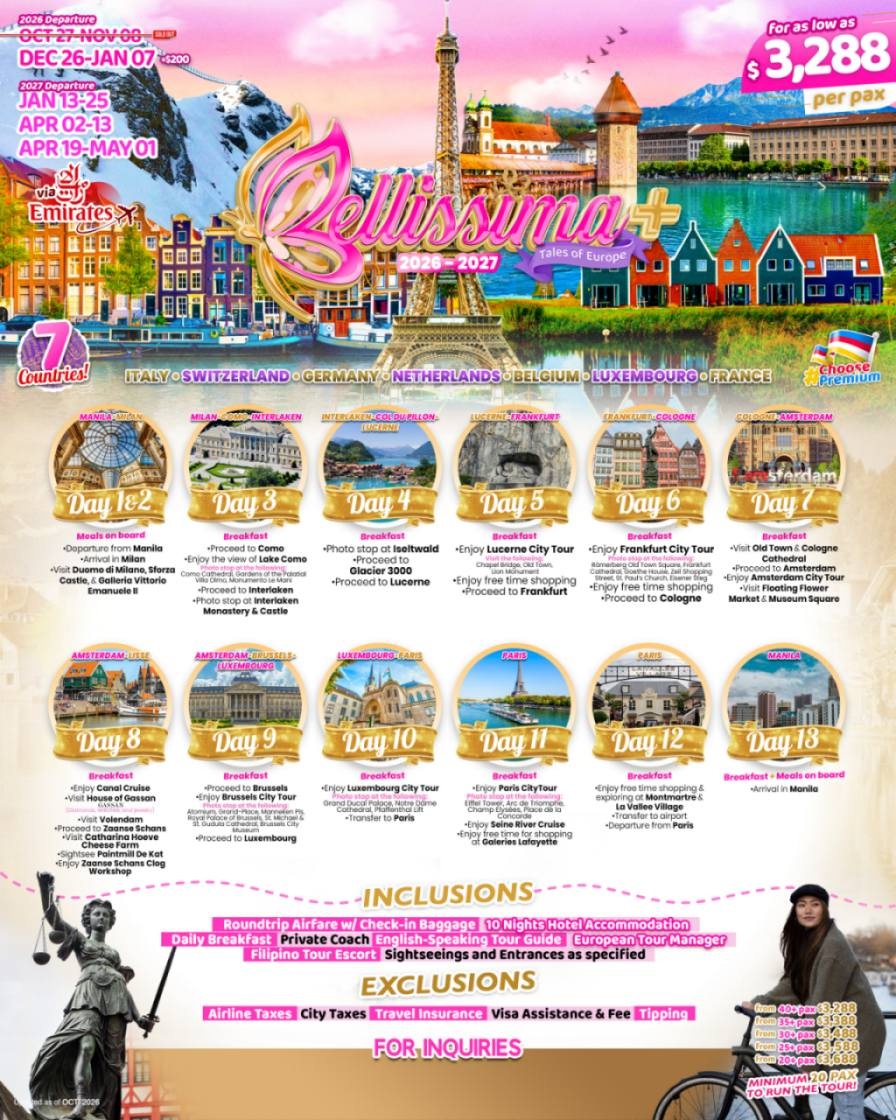 2026 Departure
OCT 27-NOV 08 SOLD OUT
DEC 26-JAN 07 +$200
2027 Departure
JAN 13-25
APR 02-13
APR 19-MAY 01
via
Emirates
for as low as
$ 3,288
per pax
Bellissima+
Tales of Europe
2026 - 2027
7
Countries!
ITALY • SWITZERLAND • GERMANY • NETHERLANDS • BELGIUM • LUXEMBOURG • FRANCE
#Choose
Premium
MANILA-MILAN
Day 1&2
Meals on board
•Departure from Manila
•Arrival in Milan
•Visit Duomo di Milano, Sforza
Castle, & Galleria Vittorio
Emanuele II
MILAN-COMO-INTERLAKEN
Day 3
Breakfast
•Proceed to Como
•Enjoy the view of Lake Como
Photo stop at the following:
Como Cathedral, Gardens of the Palatial
Villa Olmo, Monumento Le Mani
•Proceed to Interlaken
•Photo stop at Interlaken
Monastery & Castle
INTERLAKEN-COL DU PILLON-
LUCERNE
Day 4
Breakfast
•Photo stop at Iseltwald
•Proceed to
Glacier 3000
•Proceed to Lucerne
LUCERNE-FRANKFURT
Day 5
Breakfast
•Enjoy Lucerne City Tour
Visit the following:
Chapel Bridge, Old Town,
Lion Monument
•Enjoy free time shopping
•Proceed to Frankfurt
FRANKFURT-COLOGNE
Day 6
Breakfast
•Enjoy Frankfurt City Tour
Photo stop at the following:
Römerberg Old Town Square, Frankfurt
Cathedral, Goethe House, Zeil Shopping
Street, St. Paul's Church, Eisener Steg
•Enjoy free time shopping
•Proceed to Cologne
COLOGNE-AMSTERDAM
Day 7
Breakfast
•Visit Old Town & Cologne
Cathedral
•Proceed to Amsterdam
•Enjoy Amsterdam City Tour
•Visit Floating Flower
Market & Museum Square
AMSTERDAM-LISSE
Day 8
Breakfast
•Enjoy Canal Cruise
•Visit House of Gassan
GASSAN
•Visit Volendam
•Proceed to Zaanse Schans
•Visit Catharina Hoeve
Cheese Farm
•Sightsee Paintmill De Kat
•Enjoy Zaanse Schans Clog
Workshop
AMSTERDAM-BRUSSELS-
LUXEMBOURG
Day 9
Breakfast
•Proceed to Brussels
•Enjoy Brussels City Tour
Photo stop at the following:
Atomium, Grand-Place, Manneken Pis,
Royal Palace of Brussels, St. Michael &
St. Gudula Cathedral, Brussels City
Museum
•Proceed to Luxembourg
LUXEMBOURG-PARIS
Day 10
Breakfast
•Enjoy Luxembourg City Tour
Photo stop at the following:
Grand Ducal Palace, Notre Dame
Cathedral, Pfaffenthal Lift
•Transfer to Paris
PARIS
Day 11
Breakfast
•Enjoy Paris CityTour
Photo stop at the following:
Eiffel Tower, Arc de Triomphe,
Champ Elysées, Place de la
Concorde
•Enjoy Seine River Cruise
•Enjoy free time for shopping
at Galeries Lafayette
PARIS
Day 12
Breakfast
•Enjoy free time shopping &
exploring at Montmartre &
La Vallee Village
•Transfer to airport
•Departure from Paris
MANILA
Day 13
Breakfast + Meals on board
•Arrival in Manila
INCLUSIONS
Roundtrip Airfare w/ Check-in Baggage 10 Nights Hotel Accommodation
Daily Breakfast Private Coach English-Speaking Tour Guide European Tour Manager
Filipino Tour Escort Sightseeings and Entrances as specified
EXCLUSIONS
Airline Taxes City Taxes Travel Insurance Visa Assistance & Fee Tipping
FOR INQUIRIES
from 40+ pax $3,288
from 35+ pax $3,388
from 30+ pax $3,488
from 25+ pax $3,588
from 20+ pax $3,688
MINIMUM 20 PAX
TO RUN THE TOUR!
as of OCT 2026